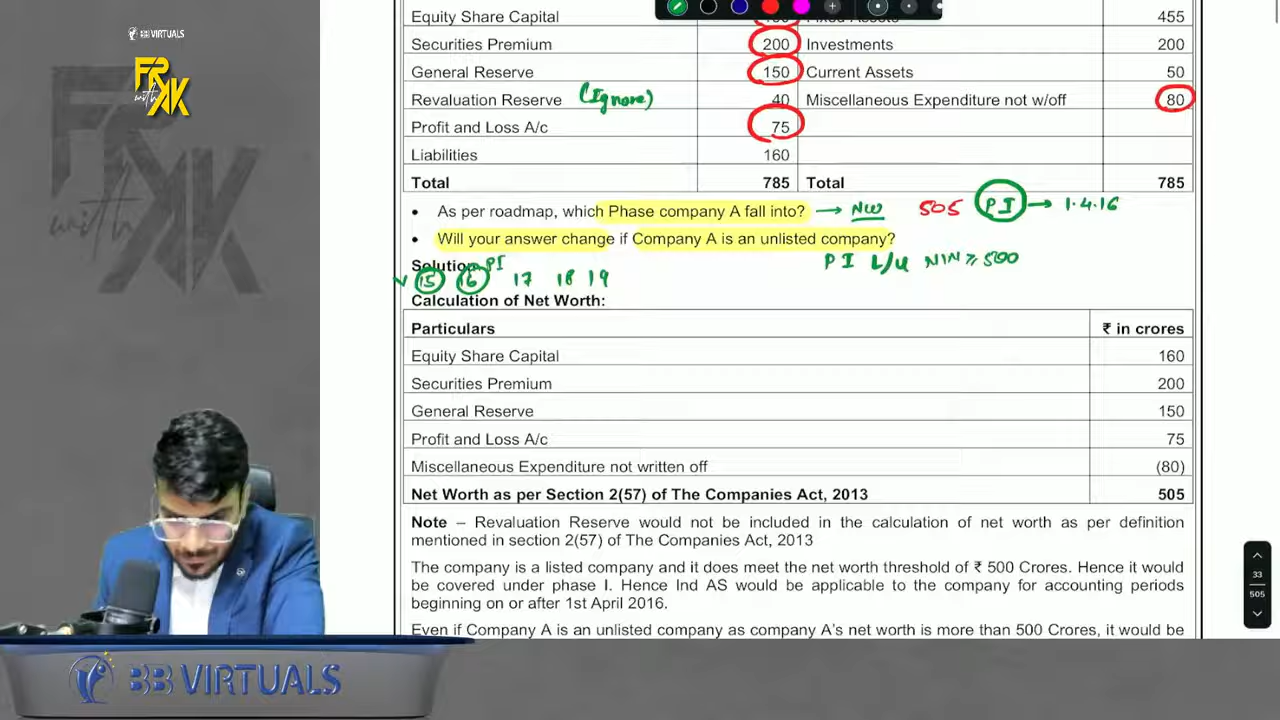 BB VIRTUALS
FR
with
AK
Equity Share Capital 160 Fixed Assets 455
Securities Premium 200 Investments 200
General Reserve 150 Current Assets 50
Revaluation Reserve (Ignore) 40 Miscellaneous Expenditure not w/off 80
Profit and Loss A/c 75
Liabilities 160
Total 785 Total 785
• As per roadmap, which Phase company A fall into? → NW 505 P I → 1.4.16
• Will your answer change if Company A is an unlisted company?
P I L/U NW ≥ 500
Solution PI
15 16 17 18 19
Calculation of Net Worth:
Particulars ₹ in crores
Equity Share Capital 160
Securities Premium 200
General Reserve 150
Profit and Loss A/c 75
Miscellaneous Expenditure not written off (80)
Net Worth as per Section 2(57) of The Companies Act, 2013 505
Note – Revaluation Reserve would not be included in the calculation of net worth as per definition
mentioned in section 2(57) of The Companies Act, 2013
The company is a listed company and it does meet the net worth threshold of ₹ 500 Crores. Hence it would
be covered under phase I. Hence Ind AS would be applicable to the company for accounting periods
beginning on or after 1st April 2016.
Even if Company A is an unlisted company as company A's net worth is more than 500 Crores, it would be
33
505
BB VIRTUALS